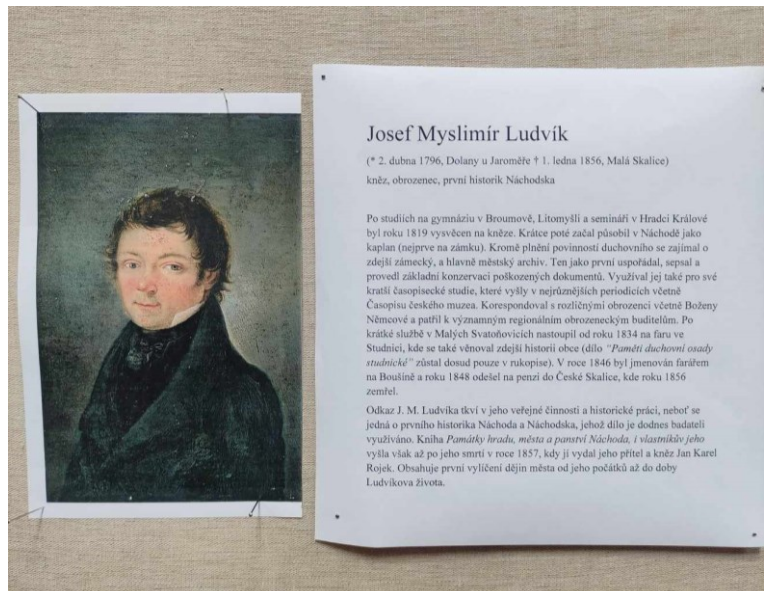 Josef Myslimír Ludvík
(* 2. dubna 1796, Dolany u Jaroměře † 1. ledna 1856, Malá Skalice)
kněz, obrozenec, první historik Náchodska
Po studiích na gymnáziu v Broumově, Litomyšli a semináři v Hradci Králové
byl roku 1819 vysvěcen na kněze. Krátce poté začal působil v Náchodě jako
kaplan (nejprve na zámku). Kromě plnění povinností duchovního se zajímal o
zdejší zámecký, a hlavně městský archiv. Ten jako první uspořádal, sepsal a
provedl základní konzervaci poškozených dokumentů. Využíval jej také pro své
kratší časopisecké studie, které vyšly v nejrůznějších periodicích včetně
Časopisu českého muzea. Korespondoval s rozličnými obrozenci včetně Boženy
Němcové a patřil k významným regionálním obrozeneckým buditelům. Po
krátké službě v Malých Svatoňovicích nastoupil od roku 1834 na faru ve
Studnici, kde se také věnoval zdejší historii obce (dílo "Paměti duchovní osady
studnické" zůstal dosud pouze v rukopise). V roce 1846 byl jmenován farářem
na Boušíně a roku 1848 odešel na penzi do České Skalice, kde roku 1856
zemřel.
Odkaz J. M. Ludvíka tkví v jeho veřejné činnosti a historické práci, neboť se
jedná o prvního historika Náchoda a Náchodska, jehož dílo je dodnes badateli
využíváno. Kniha Památky hradu, města a panství Náchoda, i vlastníkův jeho
vyšla však až po jeho smrti v roce 1857, kdy ji vydal jeho přítel a kněz Jan Karel
Rojek. Obsahuje první vylíčení dějin města od jeho počátků až do doby
Ludvíkova života.